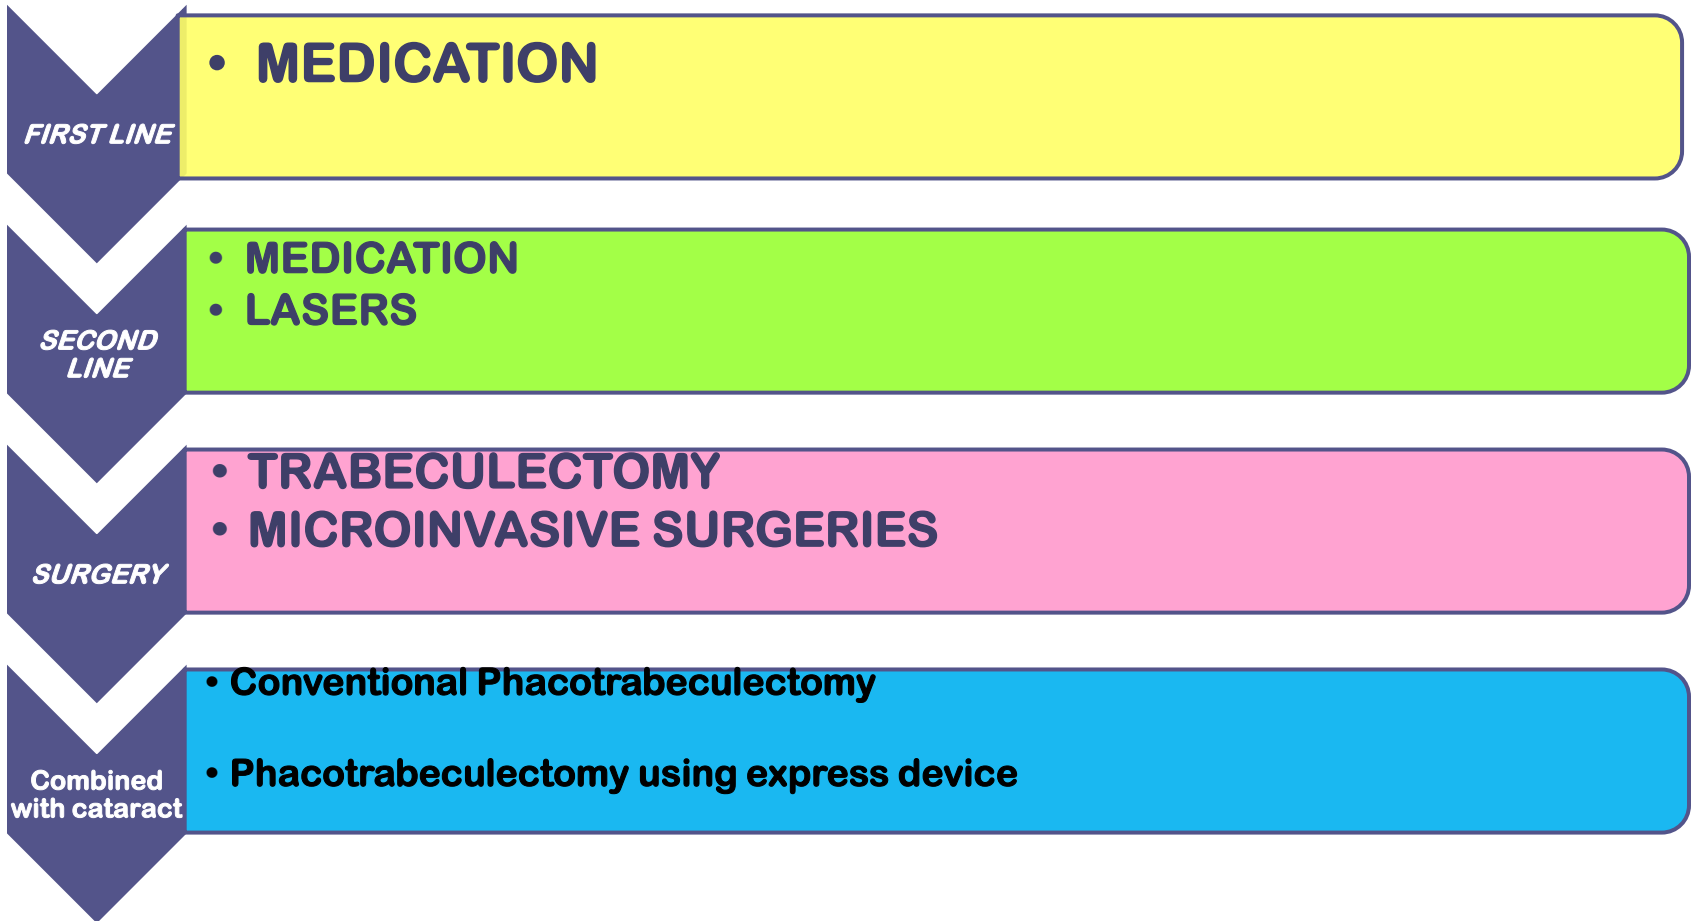 FIRST LINE
• MEDICATION
SECOND
LINE
• MEDICATION
• LASERS
SURGERY
• TRABECULECTOMY
• MICROINVASIVE SURGERIES
Combined
with cataract
• Conventional Phacotrabeculectomy
• Phacotrabeculectomy using express device